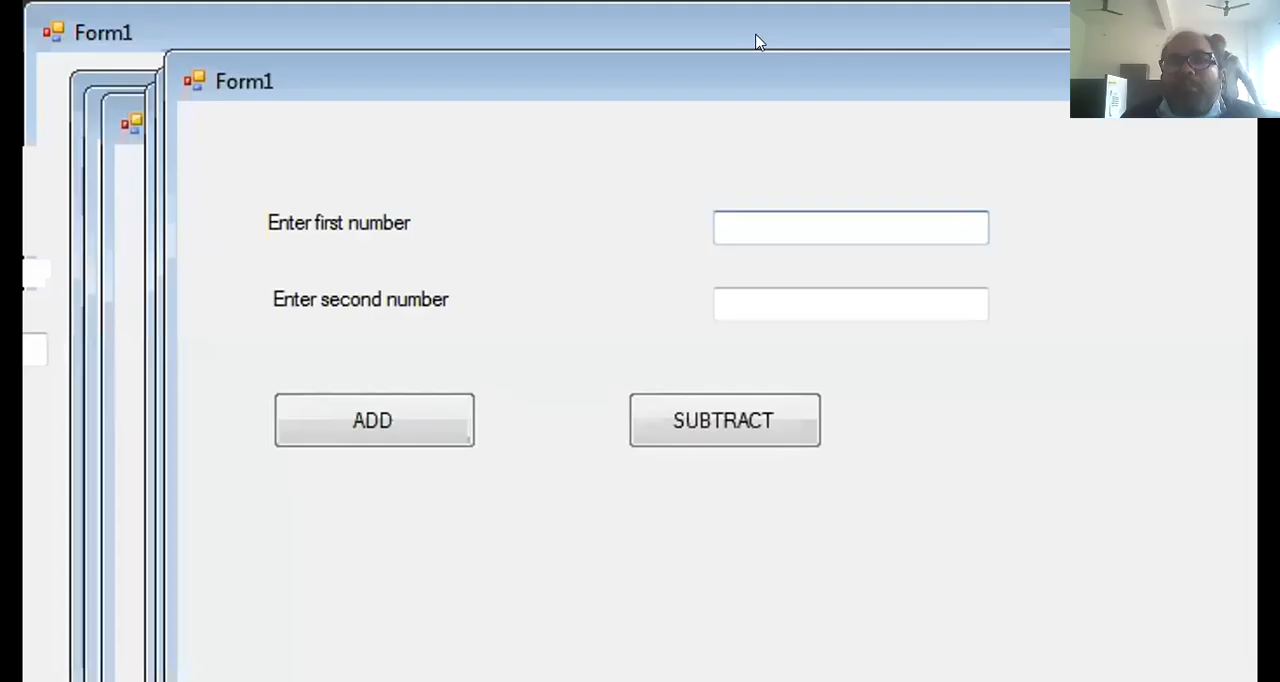 Form1
Form1
Enter first number
Enter second number
ADD
SUBTRACT